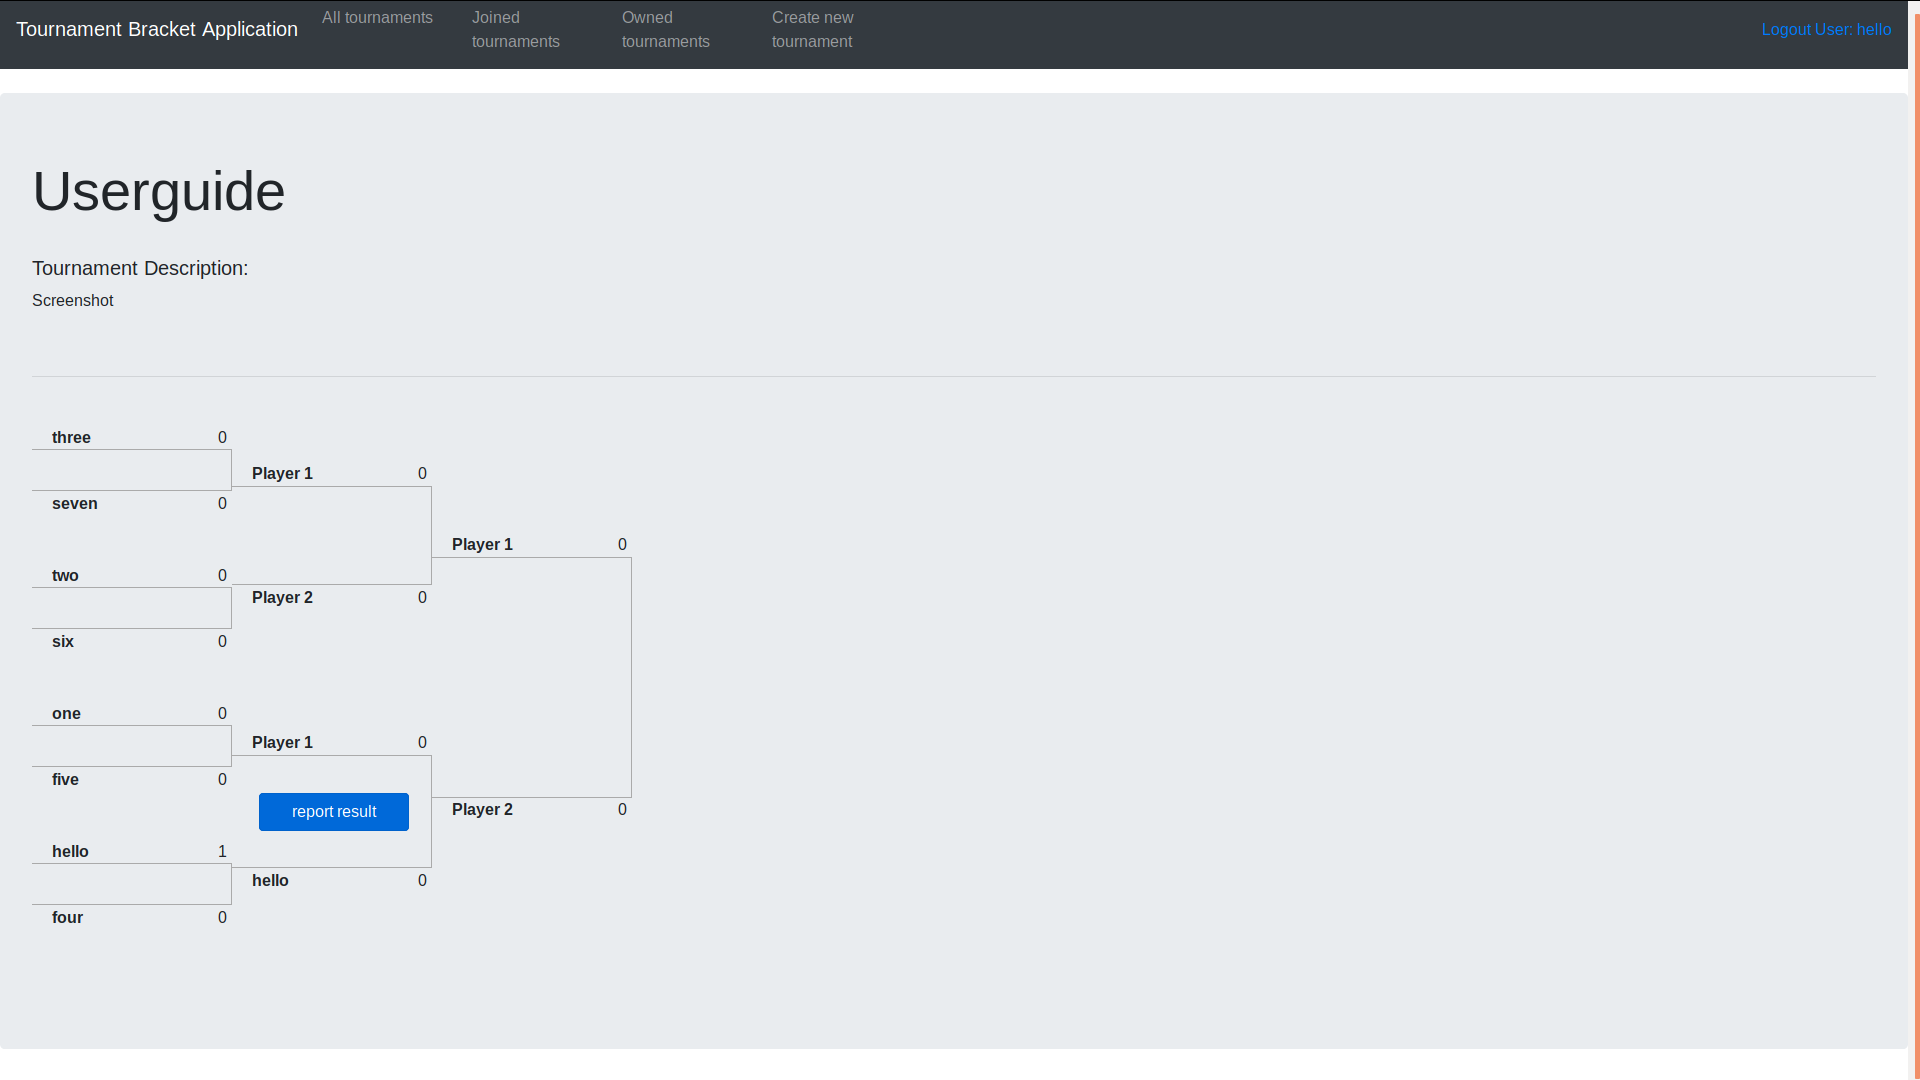 Tournament Bracket Application
All tournaments
Joined
tournaments
Owned
tournaments
Create new
tournament
Logout User: hello
Userguide
Tournament Description:
Screenshot
three 0
seven 0
two 0
six 0
one 0
five 0
hello 1
four 0
Player 1 0
Player 2 0
Player 1 0
report result
hello 0
Player 1 0
Player 2 0